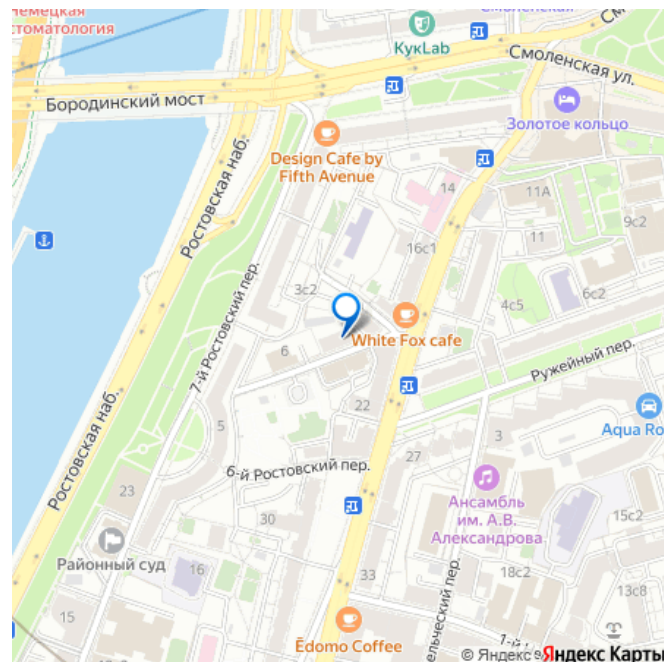 Немецкая
стоматология
Смоленская
КукLab
Смоленская ул.
Бородинский мост
Золотое кольцо
Design Cafe by
Fifth Avenue
14
11А
9с2
Ростовская наб.
16с1
11
3с2
4с5
6с2
7-й Ростовский пер.
White Fox cafe
6
Ружейный пер.
22
5
Aqua Ro
3
6-й Ростовский пер.
27
Ростовская наб.
23
Ансамбль
им. А.В.
Александрова
15с2
30
Районный суд
16
18с2
33
13с8
15
Ēdomo Coffee
© Яндекс
Яндекс Карты